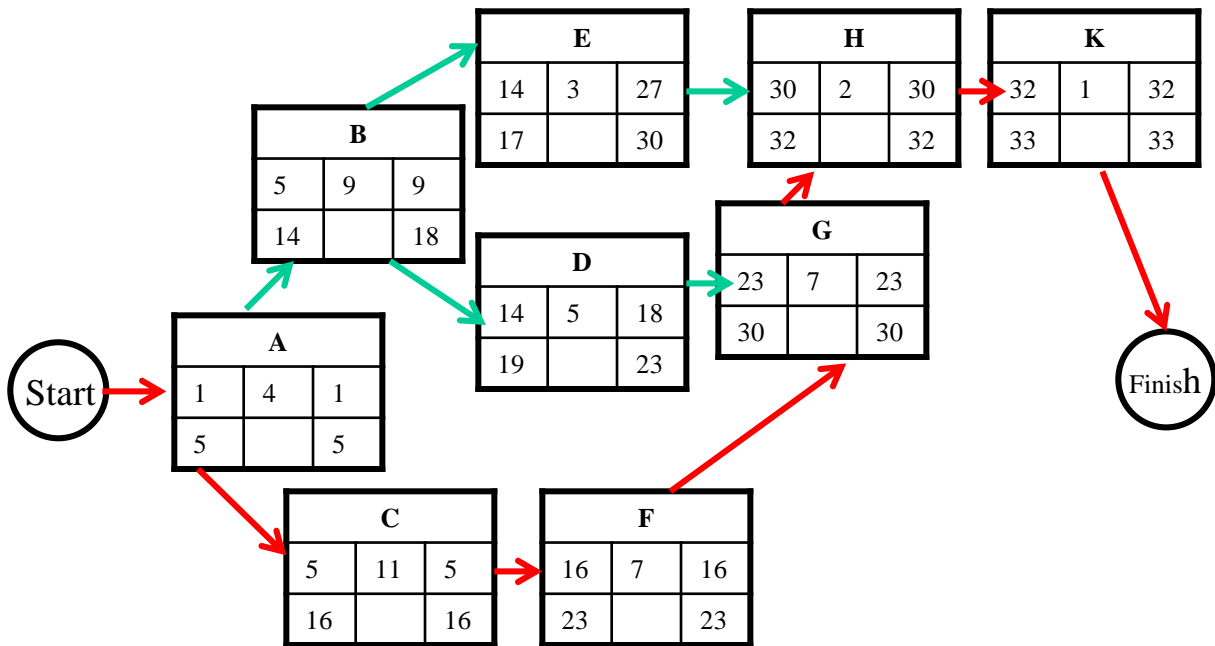 Start
A
1 4 1
5 5
B
5 9 9
14 18
C
5 11 5
16 16
E
14 3 27
17 30
D
14 5 18
19 23
F
16 7 16
23 23
G
23 7 23
30 30
H
30 2 30
32 32
K
32 1 32
33 33
Finish